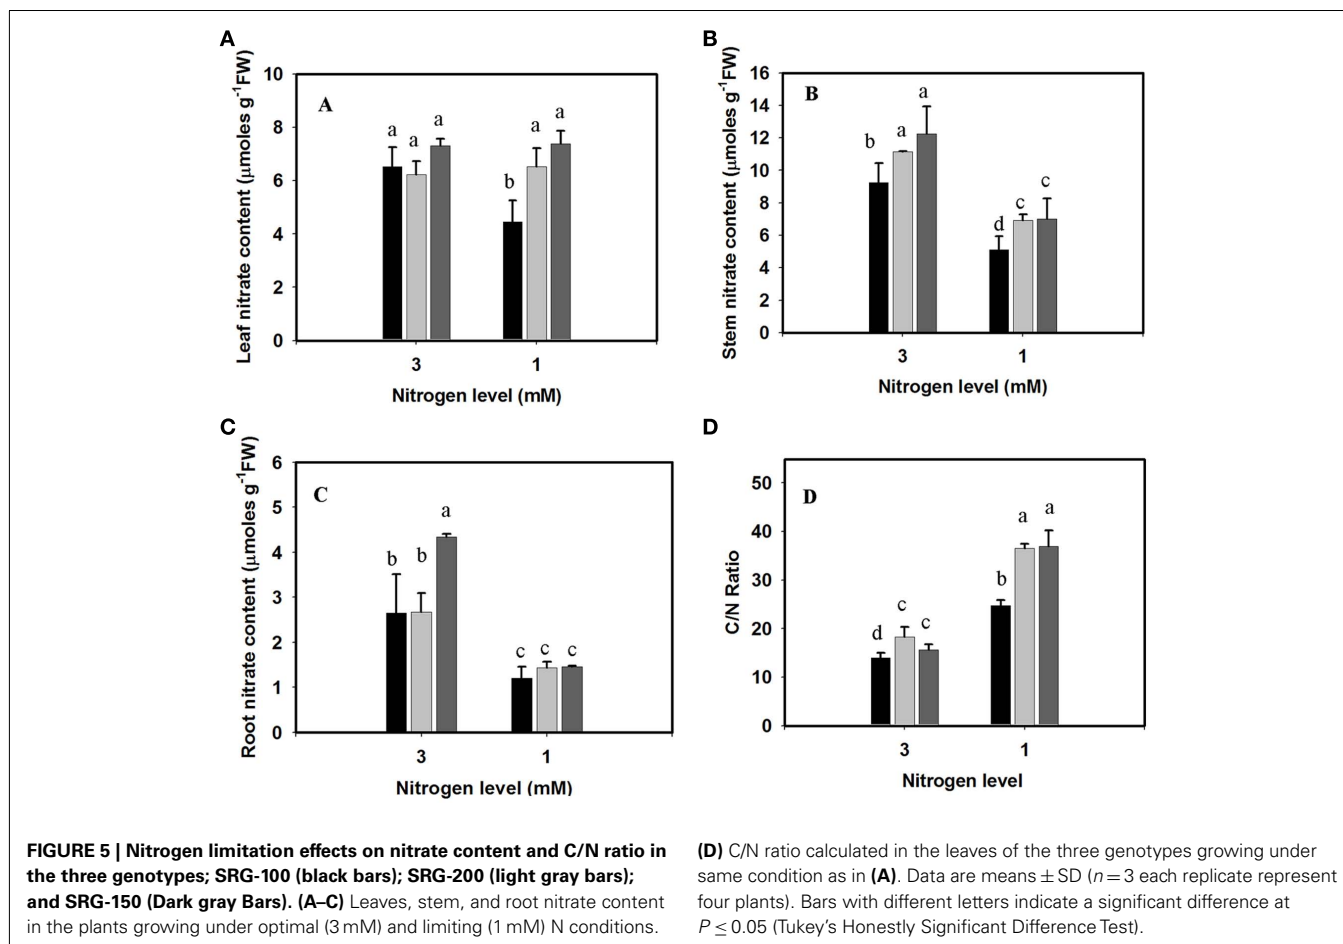 A
10
8
6
4
2
0
Leaf nitrate content (μmoles g⁻¹FW)
A
a
a
a
b
a
a
3
1
Nitrogen level (mM)
B
16
14
12
10
8
6
4
2
0
Stem nitrate content (μmoles g⁻¹FW)
B
b
a
a
d
c
c
3
1
Nitrogen level (mM)
C
6
5
4
3
2
1
0
Root nitrate content (μmoles g⁻¹FW)
C
b
b
a
c
c
c
3
1
Nitrogen level (mM)
D
50
40
30
20
10
0
C/N Ratio
D
d
c
c
b
a
a
3
1
Nitrogen level
FIGURE 5 | Nitrogen limitation effects on nitrate content and C/N ratio in
the three genotypes; SRG-100 (black bars); SRG-200 (light gray bars);
and SRG-150 (Dark gray Bars). (A–C) Leaves, stem, and root nitrate content
in the plants growing under optimal (3 mM) and limiting (1 mM) N conditions.
(D) C/N ratio calculated in the leaves of the three genotypes growing under
same condition as in (A). Data are means ± SD (n = 3 each replicate represent
four plants). Bars with different letters indicate a significant difference at
P ≤ 0.05 (Tukey's Honestly Significant Difference Test).